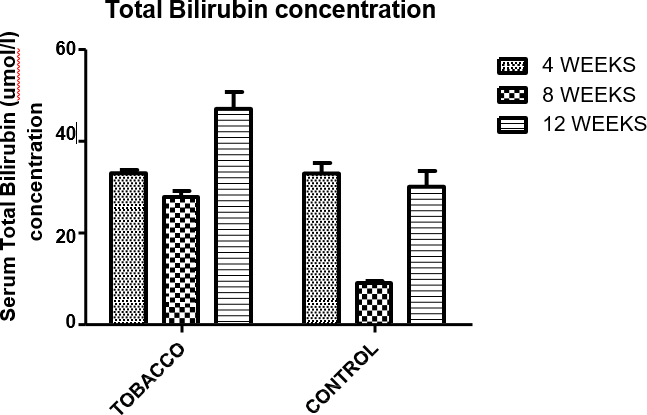 Total Bilirubin concentration
Serum Total Bilirubin (umol/l)
concentration
60
40
20
0
TOBACCO
CONTROL
4 WEEKS
8 WEEKS
12 WEEKS